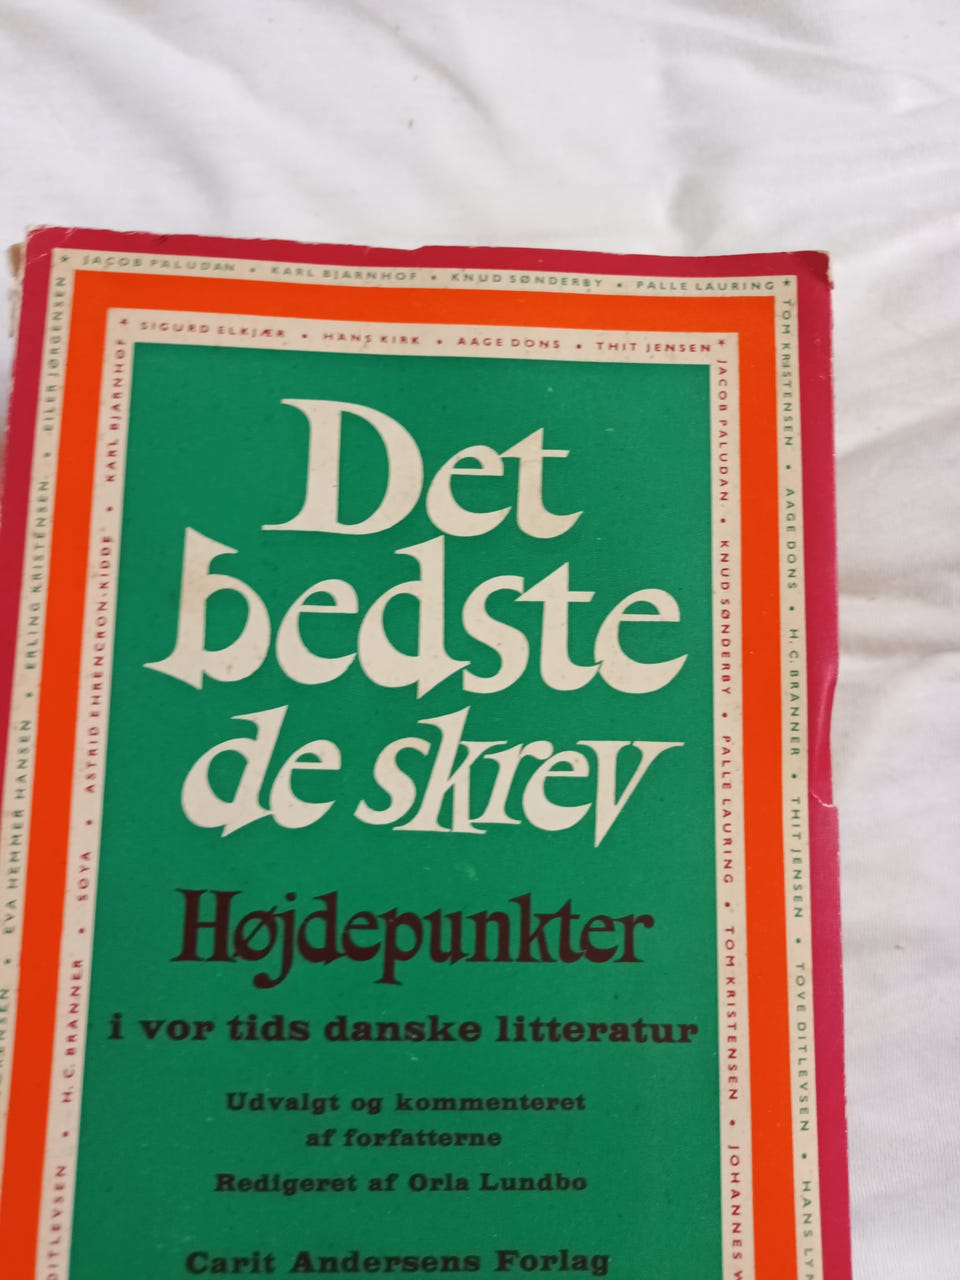 ★ JACOB PALUDAN • KARL BJARNHOF • KNUD SØNDERBY • PALLE LAURING ★
TOM KRISTENSEN • AAGE DONS • H. C. BRANNER • THIT JENSEN • TOVE DITLEVSEN • HANS
EVA HEMMER HANSEN • ERLING KRISTENSEN • EILER JØRGENSEN
★ SIGURD ELKJÆR • HANS KIRK • AAGE DONS • THIT JENSEN ★
JACOB PALUDAN • KNUD SØNDERBY • PALLE LAURING • TOM KRISTENSEN • JOHANNES
DITLEVSEN • H. C. BRANNER • SOYA • ASTRID EHRENCRON-KIDDE • KARL BJARNHOF
Det
bedste
de skrev
Højdepunkter
i vor tids danske litteratur
Udvalgt og kommenteret
af forfatterne
Redigeret af Orla Lundbo
Carit Andersens Forlag